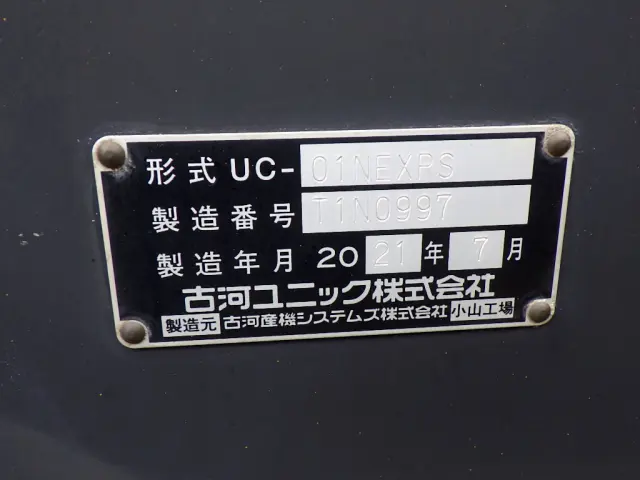 形式 UC-01NEXPS
製造番号 T1N0997
製造年月 2021年 7月
古河ユニック株式会社
製造元 古河産機システムズ株式会社 小山工場